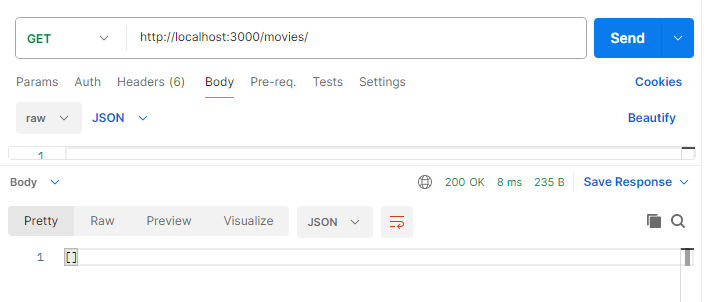 GET http://localhost:3000/movies/ Send
Params Auth Headers (6) Body Pre-req. Tests Settings Cookies
raw JSON Beautify
1
Body 200 OK 8 ms 235 B Save Response
Pretty Raw Preview Visualize JSON
1 []